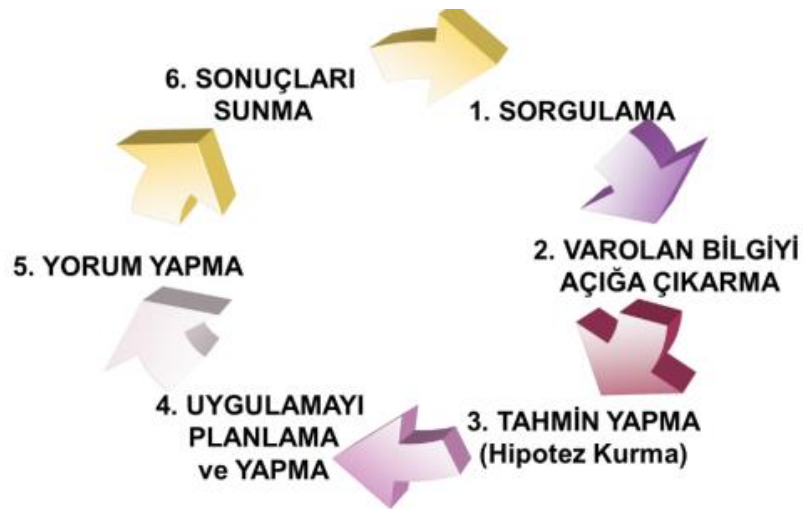 1. SORGULAMA
2. VAROLAN BİLGİYİ
AÇIĞA ÇIKARMA
3. TAHMİN YAPMA
(Hipotez Kurma)
4. UYGULAMAYI
PLANLAMA
ve YAPMA
5. YORUM YAPMA
6. SONUÇLARI
SUNMA